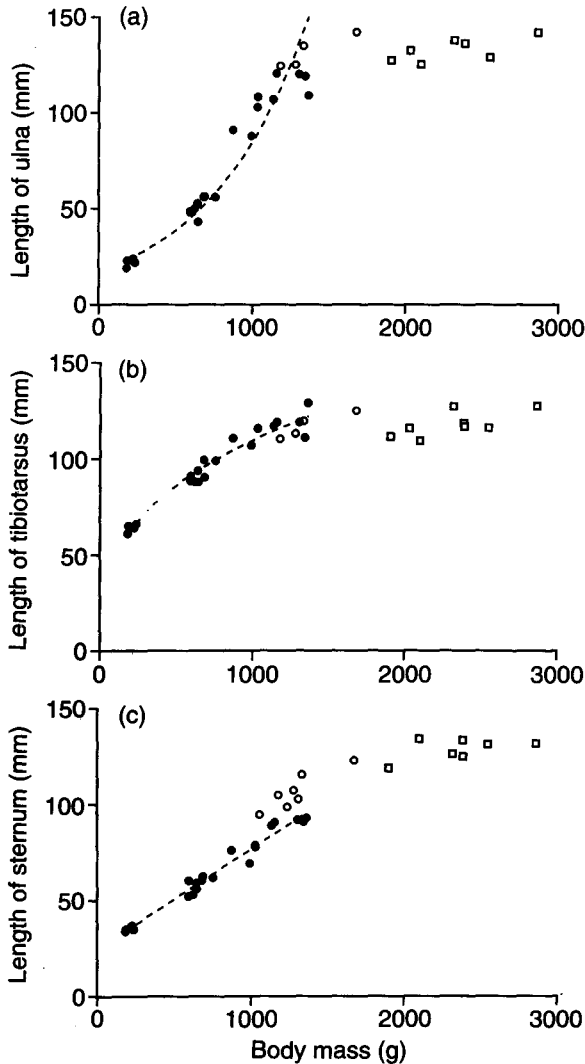 (a)
Length of ulna (mm)
150
100
50
0
0 1000 2000 3000
(b)
Length of tibiotarsus (mm)
150
100
50
0
0 1000 2000 3000
(c)
Length of sternum (mm)
150
100
50
0
0 1000 2000 3000
Body mass (g)